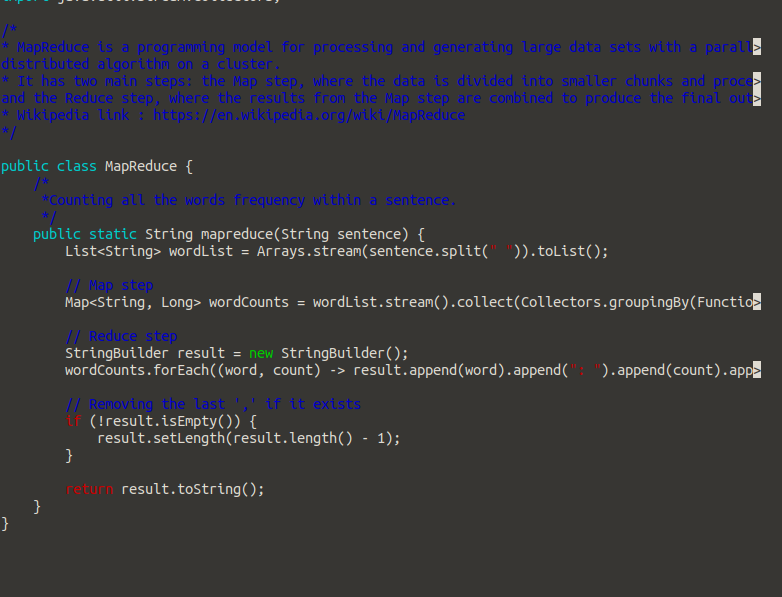 /*
* MapReduce is a programming model for processing and generating large data sets with a parall>
distributed algorithm on a cluster.
* It has two main steps: the Map step, where the data is divided into smaller chunks and proce>
and the Reduce step, where the results from the Map step are combined to produce the final out>
* Wikipedia link : https://en.wikipedia.org/wiki/MapReduce
*/

public class MapReduce {
    /*
     *Counting all the words frequency within a sentence.
     */
    public static String mapreduce(String sentence) {
        List<String> wordList = Arrays.stream(sentence.split(" ")).toList();

        // Map step
        Map<String, Long> wordCounts = wordList.stream().collect(Collectors.groupingBy(Functio>

        // Reduce step
        StringBuilder result = new StringBuilder();
        wordCounts.forEach((word, count) -> result.append(word).append(": ").append(count).app>

        // Removing the last ',' if it exists
        if (!result.isEmpty()) {
            result.setLength(result.length() - 1);
        }

        return result.toString();
    }
}